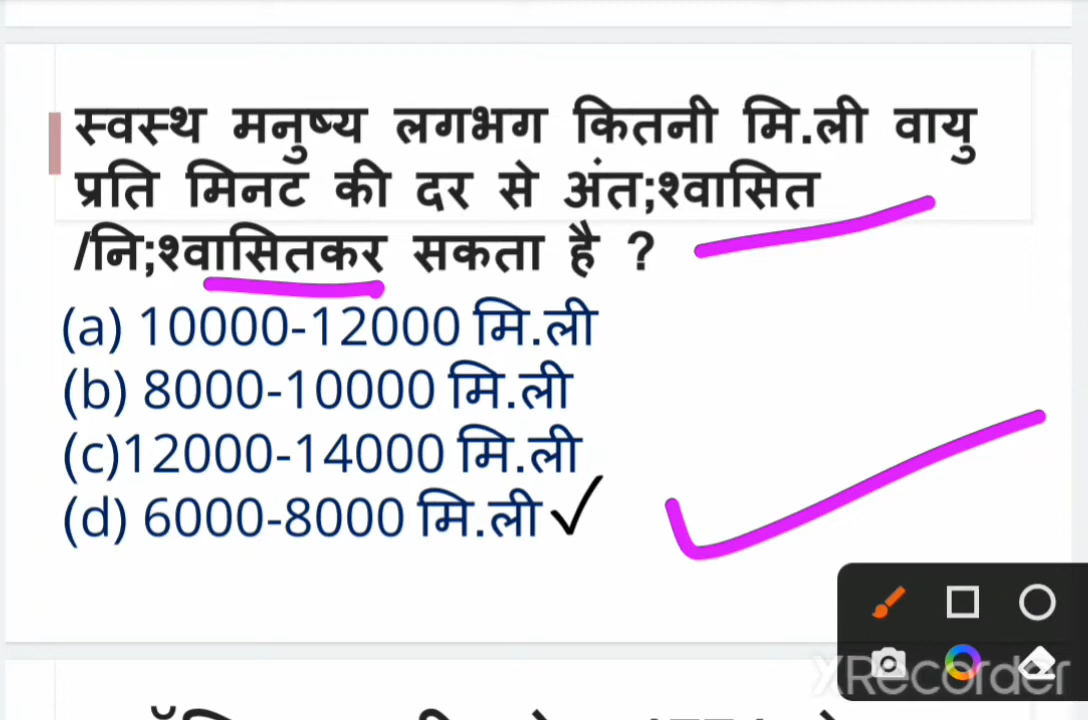 स्वस्थ मनुष्य लगभग कितनी मि.ली वायु
प्रति मिनट की दर से अंत;श्वासित
/नि;श्वासितकर सकता है ?
(a) 10000-12000 मि.ली
(b) 8000-10000 मि.ली
(c)12000-14000 मि.ली
(d) 6000-8000 मि.ली✓
XRecorder